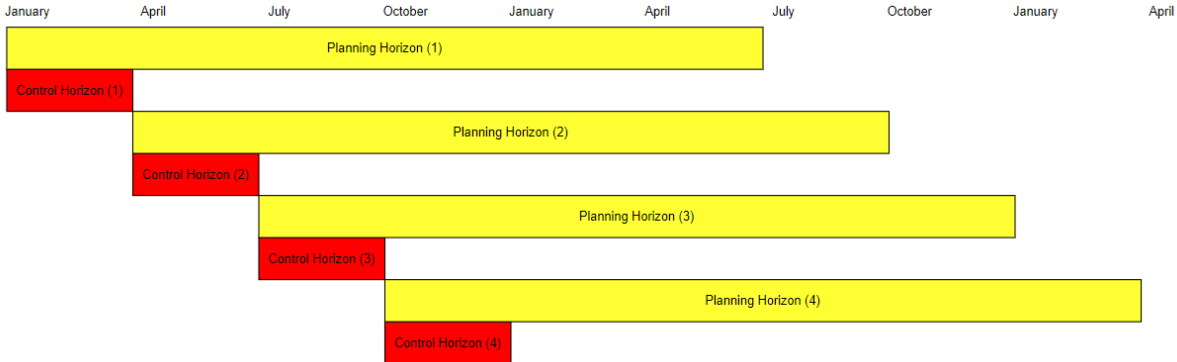 January April July October January April July October January April
Planning Horizon (1)
Control Horizon (1)
Planning Horizon (2)
Control Horizon (2)
Planning Horizon (3)
Control Horizon (3)
Planning Horizon (4)
Control Horizon (4)